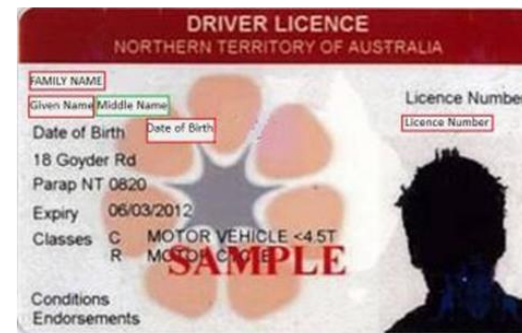 DRIVER LICENCE
NORTHERN TERRITORY OF AUSTRALIA
FAMILY NAME
Given Name Middle Name
Licence Number
Licence Number
Date of Birth Date of Birth
18 Goyder Rd
Parap NT 0820
Expiry 06/03/2012
Classes C MOTOR VEHICLE <4.5T
R MOTOR CYCLE
SAMPLE
Conditions
Endorsements